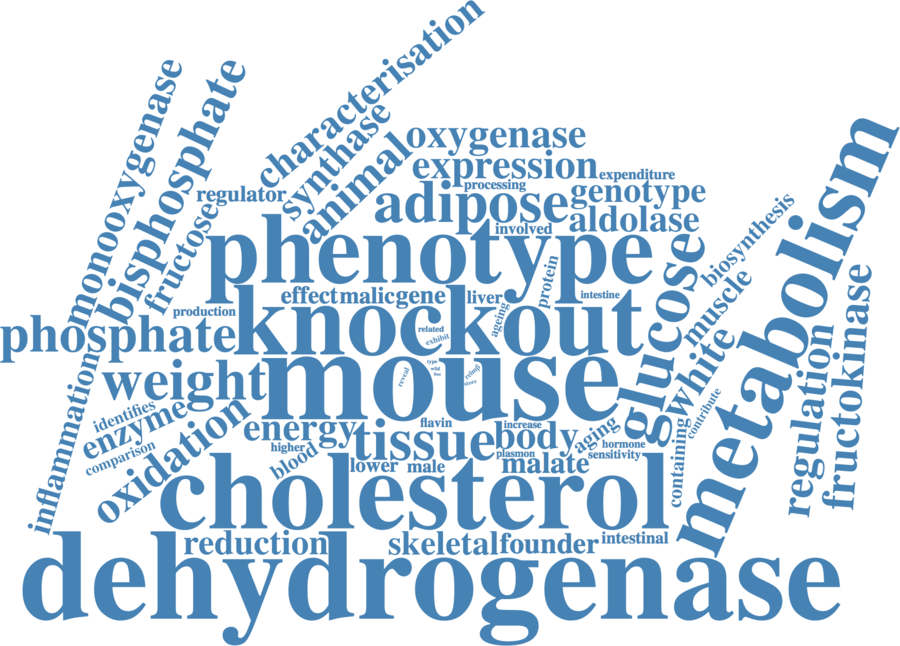 characterisation
monooxygenase
bisphosphate
synthase
animal
oxygenase
expression
expenditure
processing
regulator
fructose
adipose
genotype
aldolase
involved
biosynthesis
phenotype
metabolism
glucose
muscle
protein
effect
malic
gene
liver
intestine
ageing
production
phosphate
knockout
related
exhibit
white
regulation
fructokinase
weight
mouse
type
wild
fmo
reveal
store
inflammation
identifies
enzyme
comparison
oxidation
energy
higher
blood
tissue
flavin
increase
body
plasmon
aging
hormone
sensitivity
contribute
containing
lower
male
malate
cholesterol
reduction
skeletal
founder
intestinal
dehydrogenase